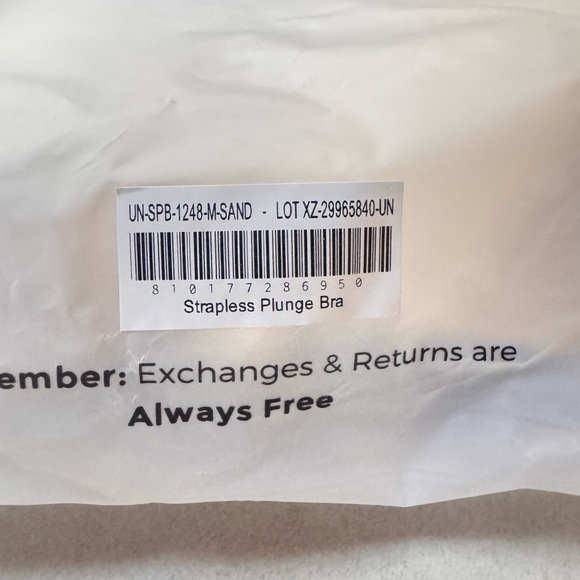 UN-SPB-1248-M-SAND - LOT XZ-29965840-UN
810177286950
Strapless Plunge Bra
ember: Exchanges & Returns are
Always Free